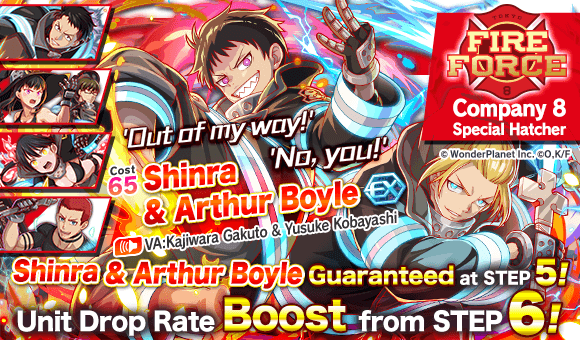 TOKYO
FIRE
FORCE
8
Company 8
Special Hatcher
© WonderPlanet Inc. ©O,K/F
'Out of my way!'
'No, you!'
Cost
65
Shinra
& Arthur Boyle
EX
VA:Kajiwara Gakuto & Yusuke Kobayashi
Shinra & Arthur Boyle Guaranteed at STEP 5!
Unit Drop Rate Boost from STEP 6!